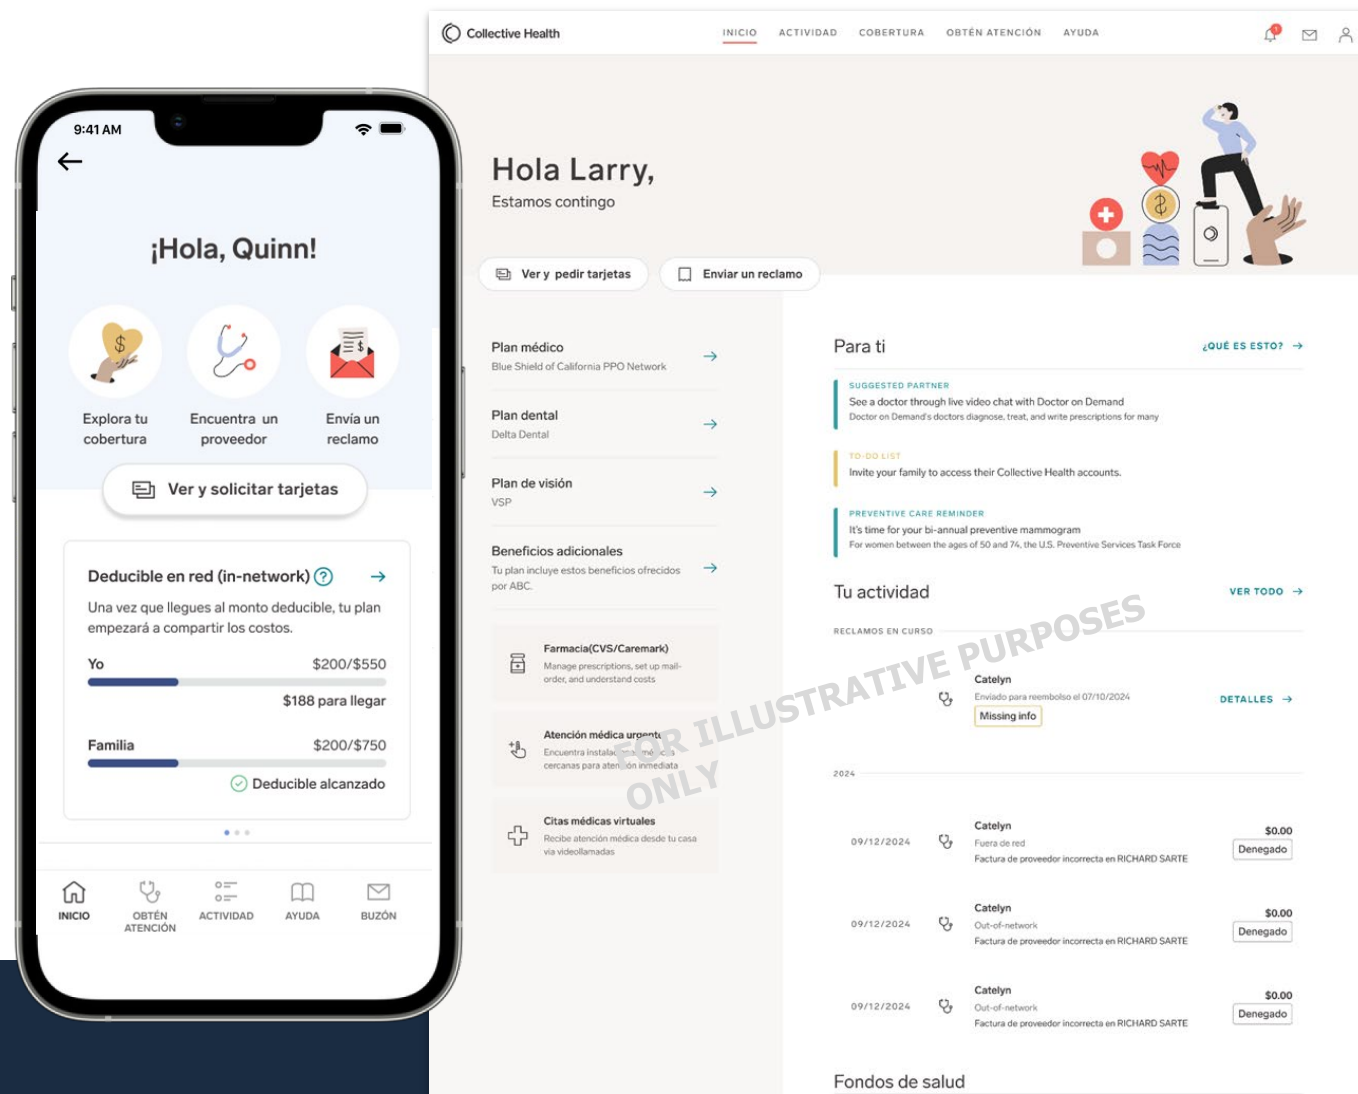 9:41 AM
¡Hola, Quinn!
Explora tu
cobertura
Encuentra un
proveedor
Envía un
reclamo
Ver y solicitar tarjetas
Deducible en red (in-network) ?
Una vez que llegues al monto deducible, tu plan
empezará a compartir los costos.
Yo $200/$550
$188 para llegar
Familia $200/$750
Deducible alcanzado
INICIO
OBTÉN
ATENCIÓN
ACTIVIDAD
AYUDA
BUZÓN
Collective Health
INICIO ACTIVIDAD COBERTURA OBTÉN ATENCIÓN AYUDA
1
Hola Larry,
Estamos contingo
Ver y pedir tarjetas
Enviar un reclamo
Plan médico
Blue Shield of California PPO Network
Plan dental
Delta Dental
Plan de visión
VSP
Beneficios adicionales
Tu plan incluye estos beneficios ofrecidos
por ABC.
Farmacia(CVS/Caremark)
Manage prescriptions, set up mail-
order, and understand costs
Atención médica urgente
Encuentra instalaciones médicas
cercanas para atención inmediata
Citas médicas virtuales
Recibe atención médica desde tu casa
via videollamadas
Para ti
¿QUÉ ES ESTO?
SUGGESTED PARTNER
See a doctor through live video chat with Doctor on Demand
Doctor on Demand's doctors diagnose, treat, and write prescriptions for many
TO-DO LIST
Invite your family to access their Collective Health accounts.
PREVENTIVE CARE REMINDER
It's time for your bi-annual preventive mammogram
For women between the ages of 50 and 74, the U.S. Preventive Services Task Force
Tu actividad
VER TODO
RECLAMOS EN CURSO
Catelyn
Enviado para reembolso el 07/10/2024
Missing info
DETALLES
2024
09/12/2024
Catelyn
Fuera de red
Factura de proveedor incorrecta en RICHARD SARTE
$0.00
Denegado
09/12/2024
Catelyn
Out-of-network
Factura de proveedor incorrecta en RICHARD SARTE
$0.00
Denegado
09/12/2024
Catelyn
Out-of-network
Factura de proveedor incorrecta en RICHARD SARTE
$0.00
Denegado
Fondos de salud
FOR ILLUSTRATIVE PURPOSES
ONLY